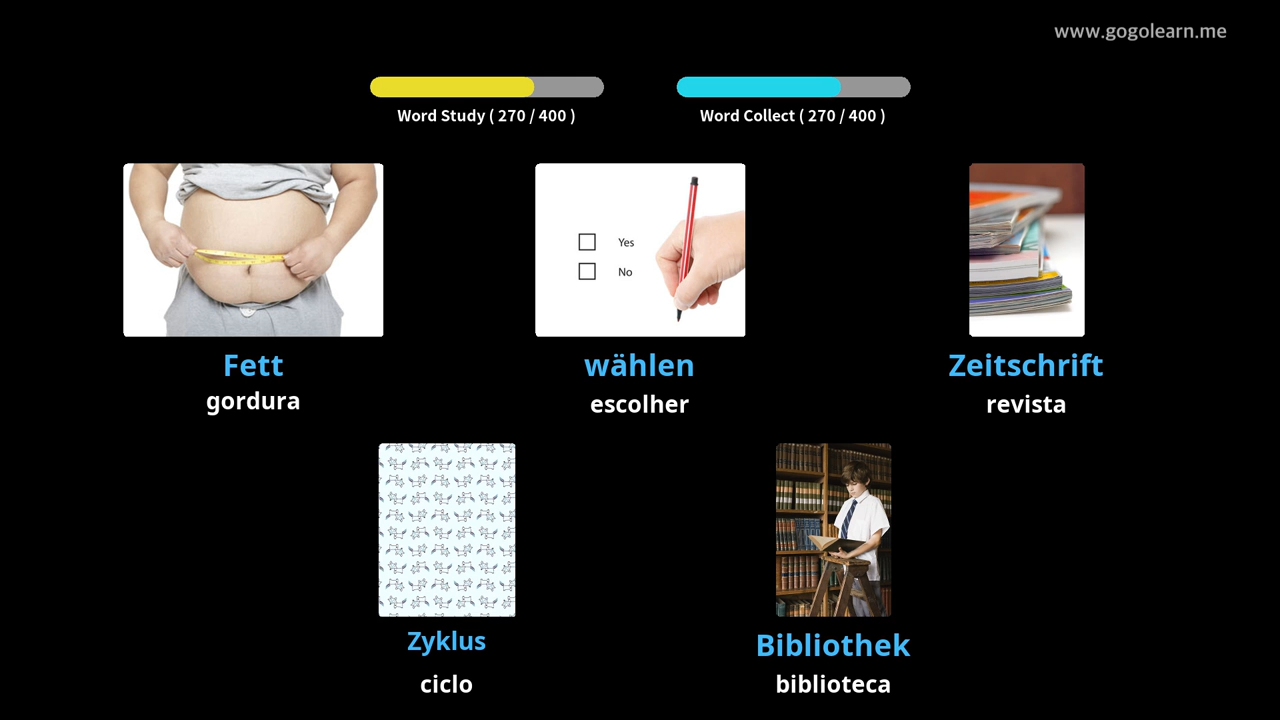 www.gogolearn.me
Word Study ( 270 / 400 )
Word Collect ( 270 / 400 )
Yes
No
Fett
gordura
wählen
escolher
Zeitschrift
revista
Zyklus
ciclo
Bibliothek
biblioteca